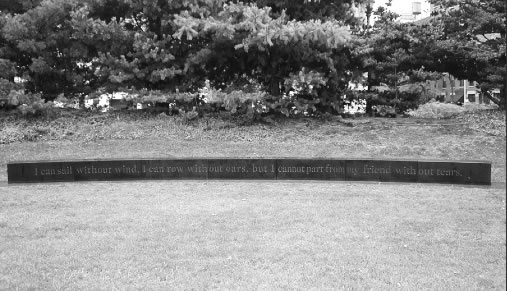 I can sail without wind, I can row without oars, but I cannot part from my friend without tears.